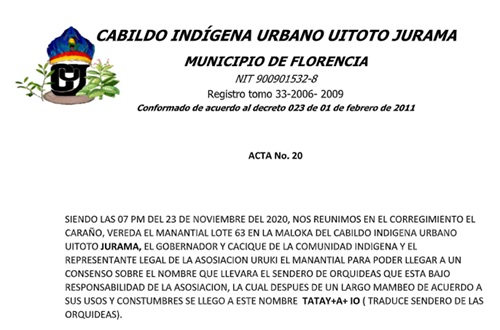 CABILDO INDÍGENA URBANO UITOTO JURAMA
MUNICIPIO DE FLORENCIA
NIT 900901532-8
Registro tomo 33-2006- 2009
Conformado de acuerdo al decreto 023 de 01 de febrero de 2011
ACTA No. 20
SIENDO LAS 07 PM DEL 23 DE NOVIEMBRE DEL 2020, NOS REUNIMOS EN EL CORREGIMIENTO EL
CARAÑO, VEREDA EL MANANTIAL LOTE 63 EN LA MALOKA DEL CABILDO INDIGENA URBANO
UITOTO JURAMA, EL GOBERNADOR Y CACIQUE DE LA COMUNIDAD INDIGENA Y EL
REPRESENTANTE LEGAL DE LA ASOSIACION URUKI EL MANANTIAL PARA PODER LLEGAR A UN
CONSENSO SOBRE EL NOMBRE QUE LLEVARA EL SENDERO DE ORQUIDEAS QUE ESTA BAJO
RESPONSABILIDAD DE LA ASOSIACION, LA CUAL DESPUES DE UN LARGO MAMBEO DE ACUERDO A
SUS USOS Y CONSTUMBRES SE LLEGO A ESTE NOMBRE TATAY+A+ IO ( TRADUCE SENDERO DE LAS
ORQUIDEAS).